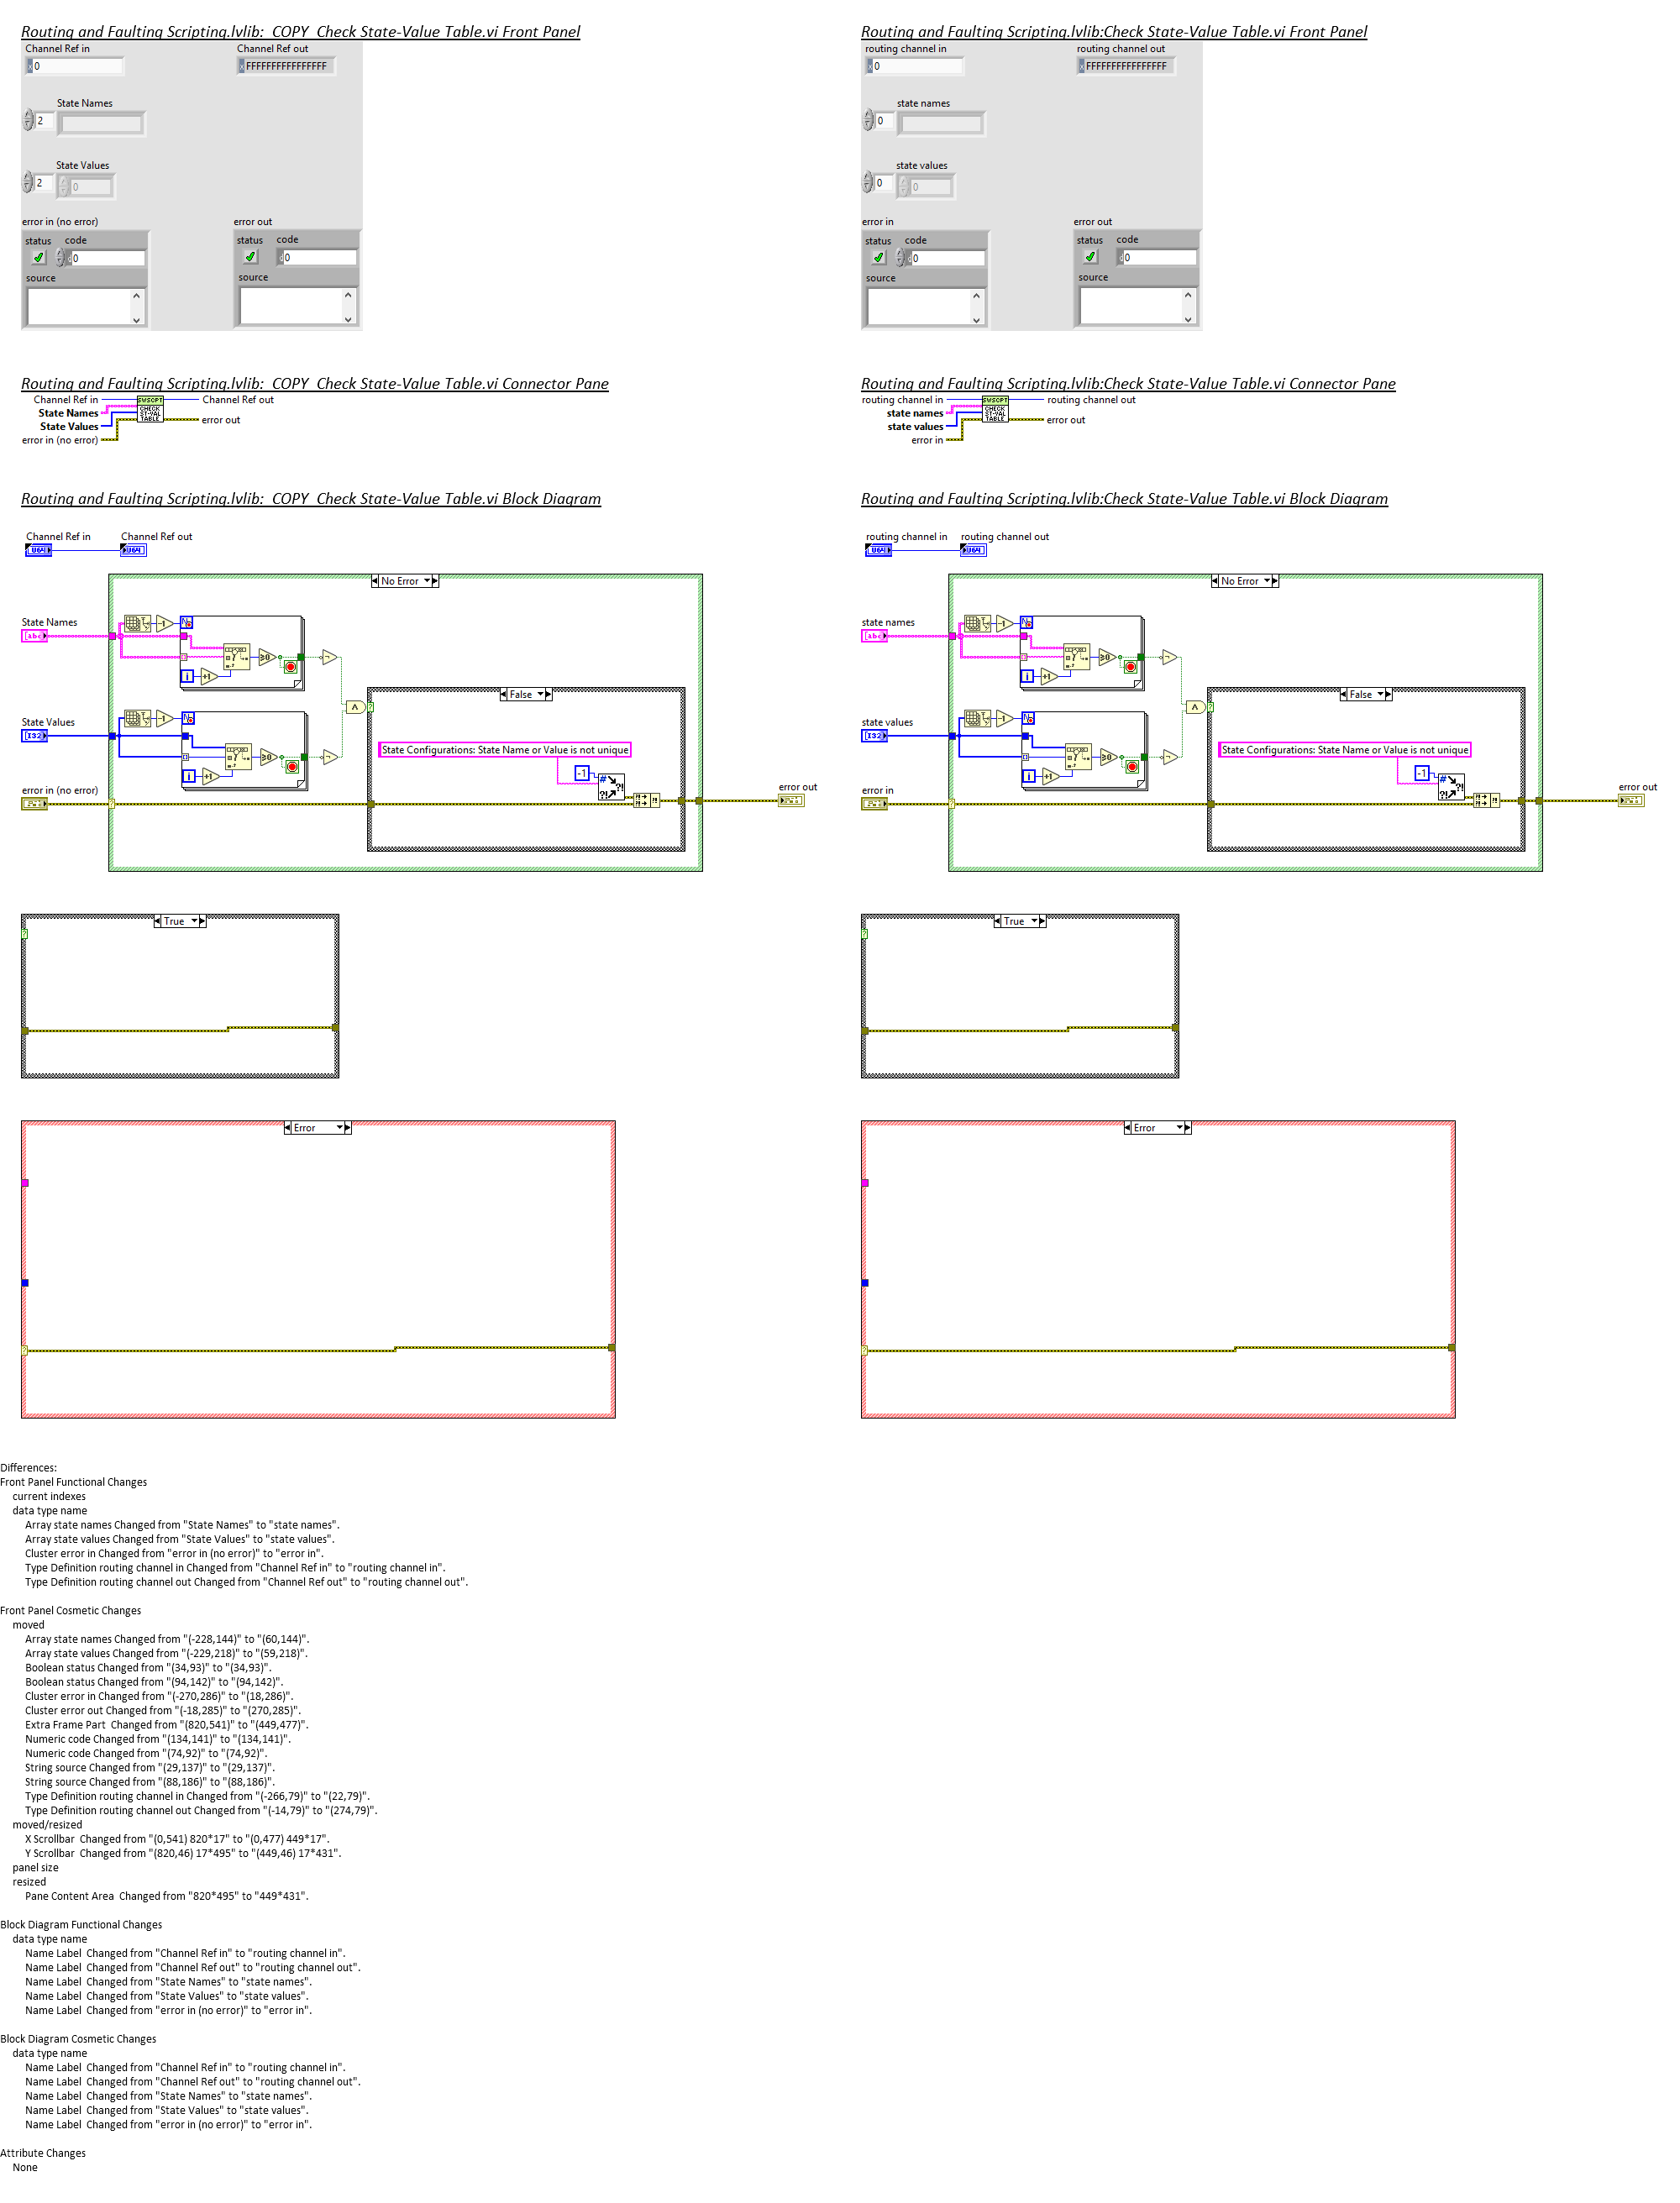 Routing and Faulting Scripting.lvlib:_COPY_Check State-Value Table.vi Front Panel
Channel Ref in
Channel Ref out
x 0
x FFFFFFFFFFFFFFFF
State Names
2
State Values
2
0
error in (no error)
error out
status
code
status
code
d0
d0
source
source
Routing and Faulting Scripting.lvlib:Check State-Value Table.vi Front Panel
routing channel in
routing channel out
x 0
x FFFFFFFFFFFFFFFF
state names
0
state values
0
0
error in
error out
status
code
status
code
d0
d0
source
source
Routing and Faulting Scripting.lvlib:_COPY_Check State-Value Table.vi Connector Pane
Channel Ref in
Channel Ref out
State Names
State Values
error in (no error)
error out
SWSCPT
CHECK
ST-VAL
TABLE
Routing and Faulting Scripting.lvlib:Check State-Value Table.vi Connector Pane
routing channel in
routing channel out
state names
state values
error in
error out
SWSCPT
CHECK
ST-VAL
TABLE
Routing and Faulting Scripting.lvlib:_COPY_Check State-Value Table.vi Block Diagram
Channel Ref in
Channel Ref out
U64
U64
No Error
State Names
abc
N
-1
≥0
i
+1
False
State Values
I32
N
-1
≥0
i
+1
State Configurations: State Name or Value is not unique
-1
error in (no error)
error out
True
Error
Routing and Faulting Scripting.lvlib:Check State-Value Table.vi Block Diagram
routing channel in
routing channel out
U64
U64
No Error
state names
abc
N
-1
≥0
i
+1
False
state values
I32
N
-1
≥0
i
+1
State Configurations: State Name or Value is not unique
-1
error in
error out
True
Error
Differences:
Front Panel Functional Changes
current indexes
data type name
Array state names Changed from "State Names" to "state names".
Array state values Changed from "State Values" to "state values".
Cluster error in Changed from "error in (no error)" to "error in".
Type Definition routing channel in Changed from "Channel Ref in" to "routing channel in".
Type Definition routing channel out Changed from "Channel Ref out" to "routing channel out".
Front Panel Cosmetic Changes
moved
Array state names Changed from "(-228,144)" to "(60,144)".
Array state values Changed from "(-229,218)" to "(59,218)".
Boolean status Changed from "(34,93)" to "(34,93)".
Boolean status Changed from "(94,142)" to "(94,142)".
Cluster error in Changed from "(-270,286)" to "(18,286)".
Cluster error out Changed from "(-18,285)" to "(270,285)".
Extra Frame Part  Changed from "(820,541)" to "(449,477)".
Numeric code Changed from "(134,141)" to "(134,141)".
Numeric code Changed from "(74,92)" to "(74,92)".
String source Changed from "(29,137)" to "(29,137)".
String source Changed from "(88,186)" to "(88,186)".
Type Definition routing channel in Changed from "(-266,79)" to "(22,79)".
Type Definition routing channel out Changed from "(-14,79)" to "(274,79)".
moved/resized
X Scrollbar  Changed from "(0,541) 820*17" to "(0,477) 449*17".
Y Scrollbar  Changed from "(820,46) 17*495" to "(449,46) 17*431".
panel size
resized
Pane Content Area  Changed from "820*495" to "449*431".
Block Diagram Functional Changes
data type name
Name Label  Changed from "Channel Ref in" to "routing channel in".
Name Label  Changed from "Channel Ref out" to "routing channel out".
Name Label  Changed from "State Names" to "state names".
Name Label  Changed from "State Values" to "state values".
Name Label  Changed from "error in (no error)" to "error in".
Block Diagram Cosmetic Changes
data type name
Name Label  Changed from "Channel Ref in" to "routing channel in".
Name Label  Changed from "Channel Ref out" to "routing channel out".
Name Label  Changed from "State Names" to "state names".
Name Label  Changed from "State Values" to "state values".
Name Label  Changed from "error in (no error)" to "error in".
Attribute Changes
None